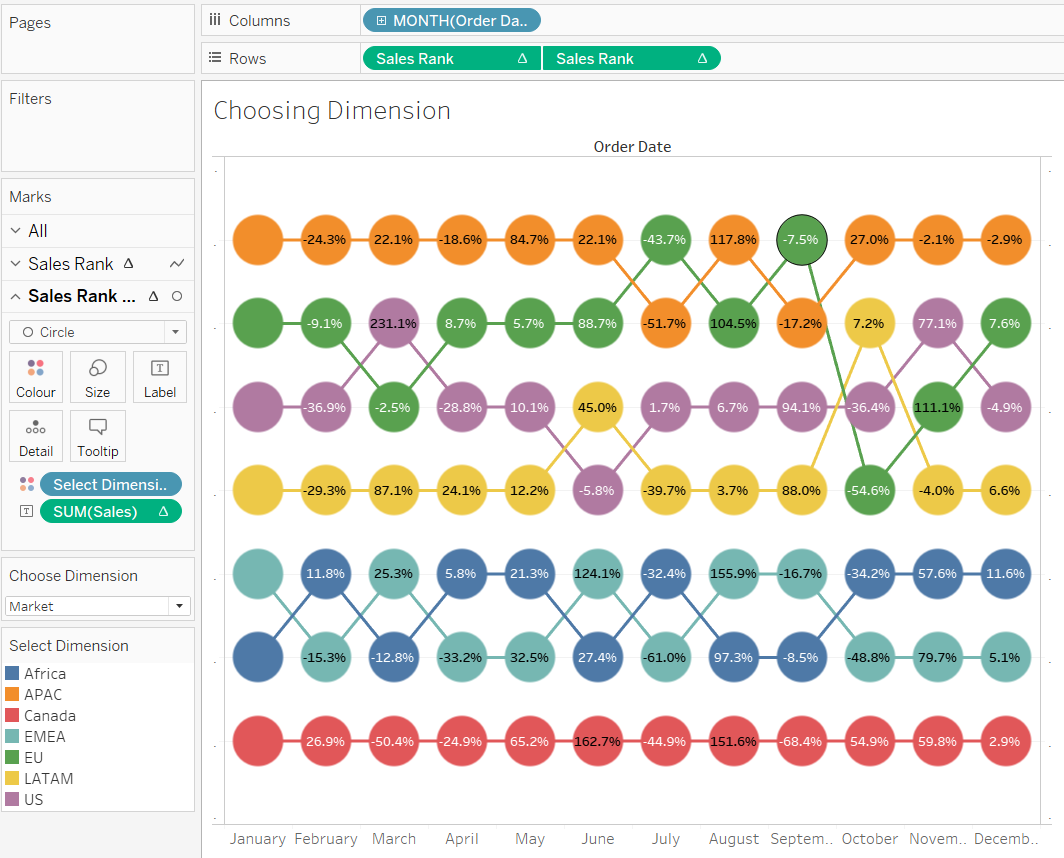 Pages
Columns
MONTH(Order Da..
Rows
Sales Rank Δ Sales Rank Δ
Filters
Choosing Dimension
Order Date
Marks
All
Sales Rank Δ
Sales Rank ... Δ
Circle
Colour Size Label
Detail Tooltip
Select Dimensi..
SUM(Sales) Δ
Choose Dimension
Market
Select Dimension
Africa
APAC
Canada
EMEA
EU
LATAM
US
-24.3% 22.1% -18.6% 84.7% 22.1% -43.7% 117.8% -7.5% 27.0% -2.1% -2.9%
-9.1% 231.1% 8.7% 5.7% 88.7% -51.7% 104.5% -17.2% 7.2% 77.1% 7.6%
-36.9% -2.5% -28.8% 10.1% 45.0% 1.7% 6.7% 94.1% -36.4% 111.1% -4.9%
-29.3% 87.1% 24.1% 12.2% -5.8% -39.7% 3.7% 88.0% -54.6% -4.0% 6.6%
11.8% 25.3% 5.8% 21.3% 124.1% -32.4% 155.9% -16.7% -34.2% 57.6% 11.6%
-15.3% -12.8% -33.2% 32.5% 27.4% -61.0% 97.3% -8.5% -48.8% 79.7% 5.1%
26.9% -50.4% -24.9% 65.2% 162.7% -44.9% 151.6% -68.4% 54.9% 59.8% 2.9%
January February March April May June July August Septem.. October Novem.. Decemb..